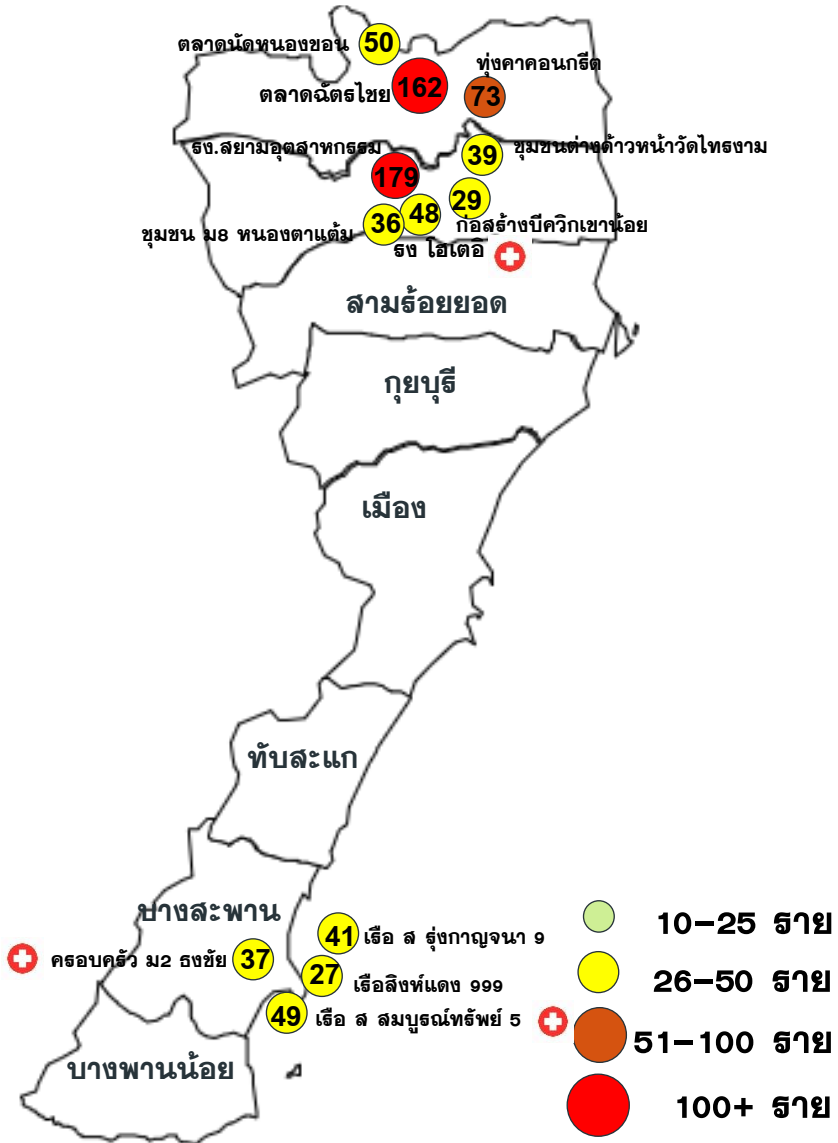 ตลาดนัดหนองขอน
50
ทุ่งคาคอนกรีต
ตลาดฉัตรไชย
162
73
รง.สยามอุตสาหกรรม
39
ชุมชนต่างด้าวหน้าวัดไทรงาม
179
29
ชุมชน ม8 หนองตาแต้ม
36
48
ก่อสร้างบีควิกเขาน้อย
รง โฮเตอิ
สามร้อยยอด
กุยบุรี
เมือง
ทับสะแก
บางสะพาน
41
เรือ ส รุ่งกาญจนา 9
ครอบครัว ม2 ธงชัย
37
27
เรือสิงห์แดง 999
49
เรือ ส สมบูรณ์ทรัพย์ 5
บางพานน้อย
10-25 ราย
26-50 ราย
51-100 ราย
100+ ราย